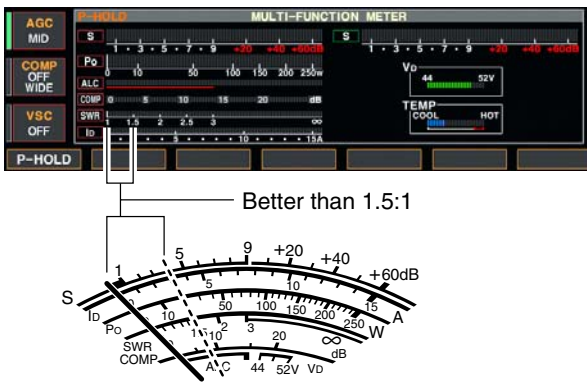 AGC
MID
COMP
OFF
WIDE
VSC
OFF
P-HOLD
P-HOLD MULTI-FUNCTION METER
S 1 3 5 7 9 +20 +40 +60dB
S 1 3 5 7 9 +20 +40 +60dB
PO 0 10 50 100 150 200 250W
ALC
COMP 0 5 10 15 20 dB
SWR 1 1.5 2 2.5 3 ∞
ID 5 10 15A
VD
44 52V
TEMP
COOL HOT
Better than 1.5:1
S 1 5 9 +20 +40 +60dB
ID 5 10 15 A
PO 10 50 100 150 200 250 W
SWR 2 3 ∞
COMP 10 20 dB
44 52V VD